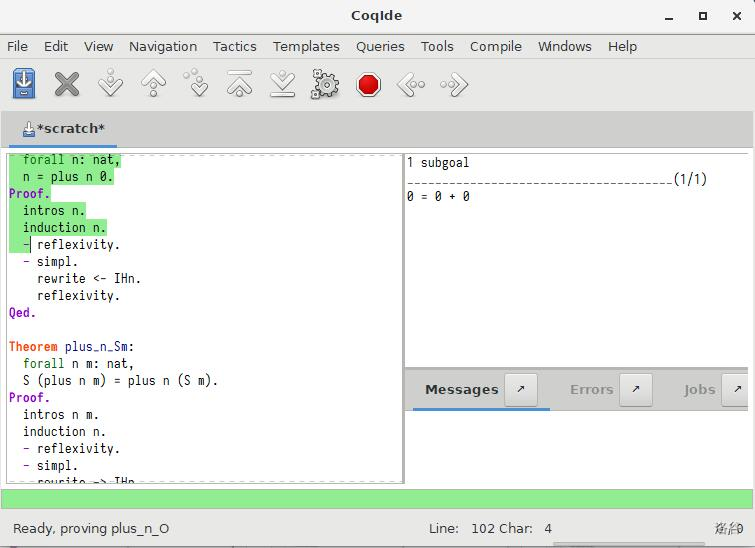 CoqIde
File Edit View Navigation Tactics Templates Queries Tools Compile Windows Help
*scratch*
forall n: nat,
n = plus n 0.
Proof.
intros n.
induction n.
- reflexivity.
- simpl.
rewrite <- IHn.
reflexivity.
Qed.
Theorem plus_n_Sm:
forall n m: nat,
S (plus n m) = plus n (S m).
Proof.
intros n m.
induction n.
- reflexivity.
- simpl.
rewrite -> IHn.
1 subgoal
______________________________________(1/1)
0 = 0 + 0
Messages Errors Jobs
Ready, proving plus_n_O
Line: 102 Char: 4